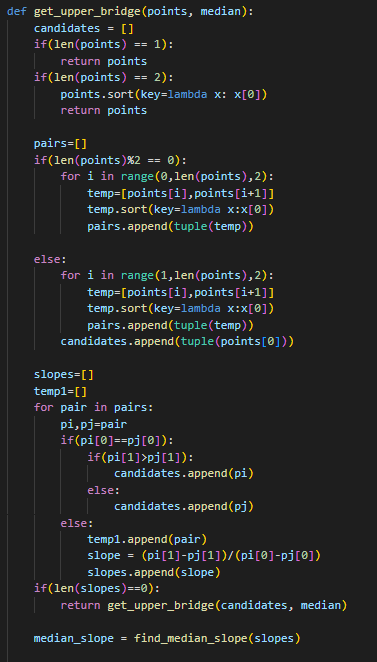 def get_upper_bridge(points, median):
    candidates = []
    if(len(points) == 1):
        return points
    if(len(points) == 2):
        points.sort(key=lambda x: x[0])
        return points

    pairs=[]
    if(len(points)%2 == 0):
        for i in range(0,len(points),2):
            temp=[points[i],points[i+1]]
            temp.sort(key=lambda x:x[0])
            pairs.append(tuple(temp))

    else:
        for i in range(1,len(points),2):
            temp=[points[i],points[i+1]]
            temp.sort(key=lambda x:x[0])
            pairs.append(tuple(temp))
        candidates.append(tuple(points[0]))

    slopes=[]
    temp1=[]
    for pair in pairs:
        pi,pj=pair
        if(pi[0]==pj[0]):
            if(pi[1]>pj[1]):
                candidates.append(pi)
            else:
                candidates.append(pj)
        else:
            temp1.append(pair)
            slope = (pi[1]-pj[1])/(pi[0]-pj[0])
            slopes.append(slope)
    if(len(slopes)==0):
        return get_upper_bridge(candidates, median)

    median_slope = find_median_slope(slopes)